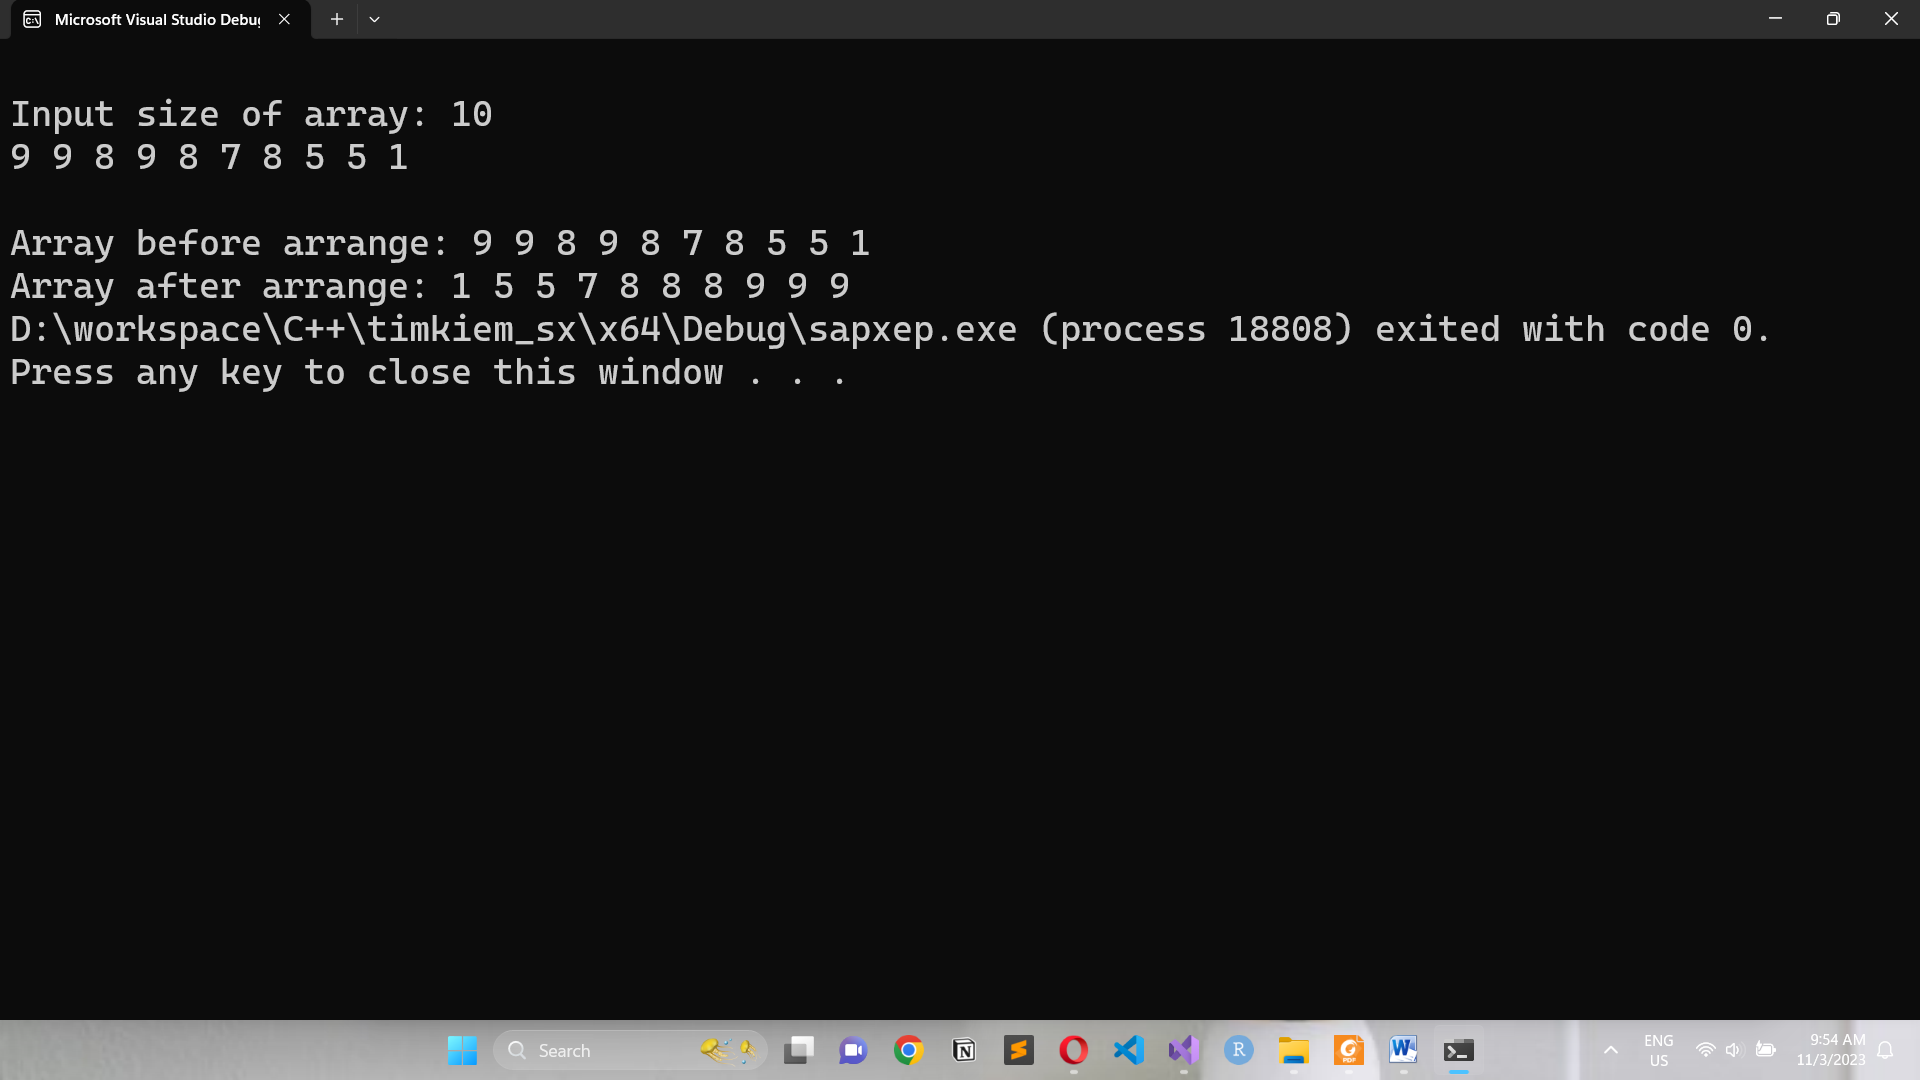 Microsoft Visual Studio Debu
Input size of array: 10
9 9 8 9 8 7 8 5 5 1
Array before arrange: 9 9 8 9 8 7 8 5 5 1
Array after arrange: 1 5 5 7 8 8 8 9 9 9
D:\workspace\C++\timkiem_sx\x64\Debug\sapxep.exe (process 18808) exited with code 0.
Press any key to close this window . . .
Search
ENG
US
9:54 AM
11/3/2023